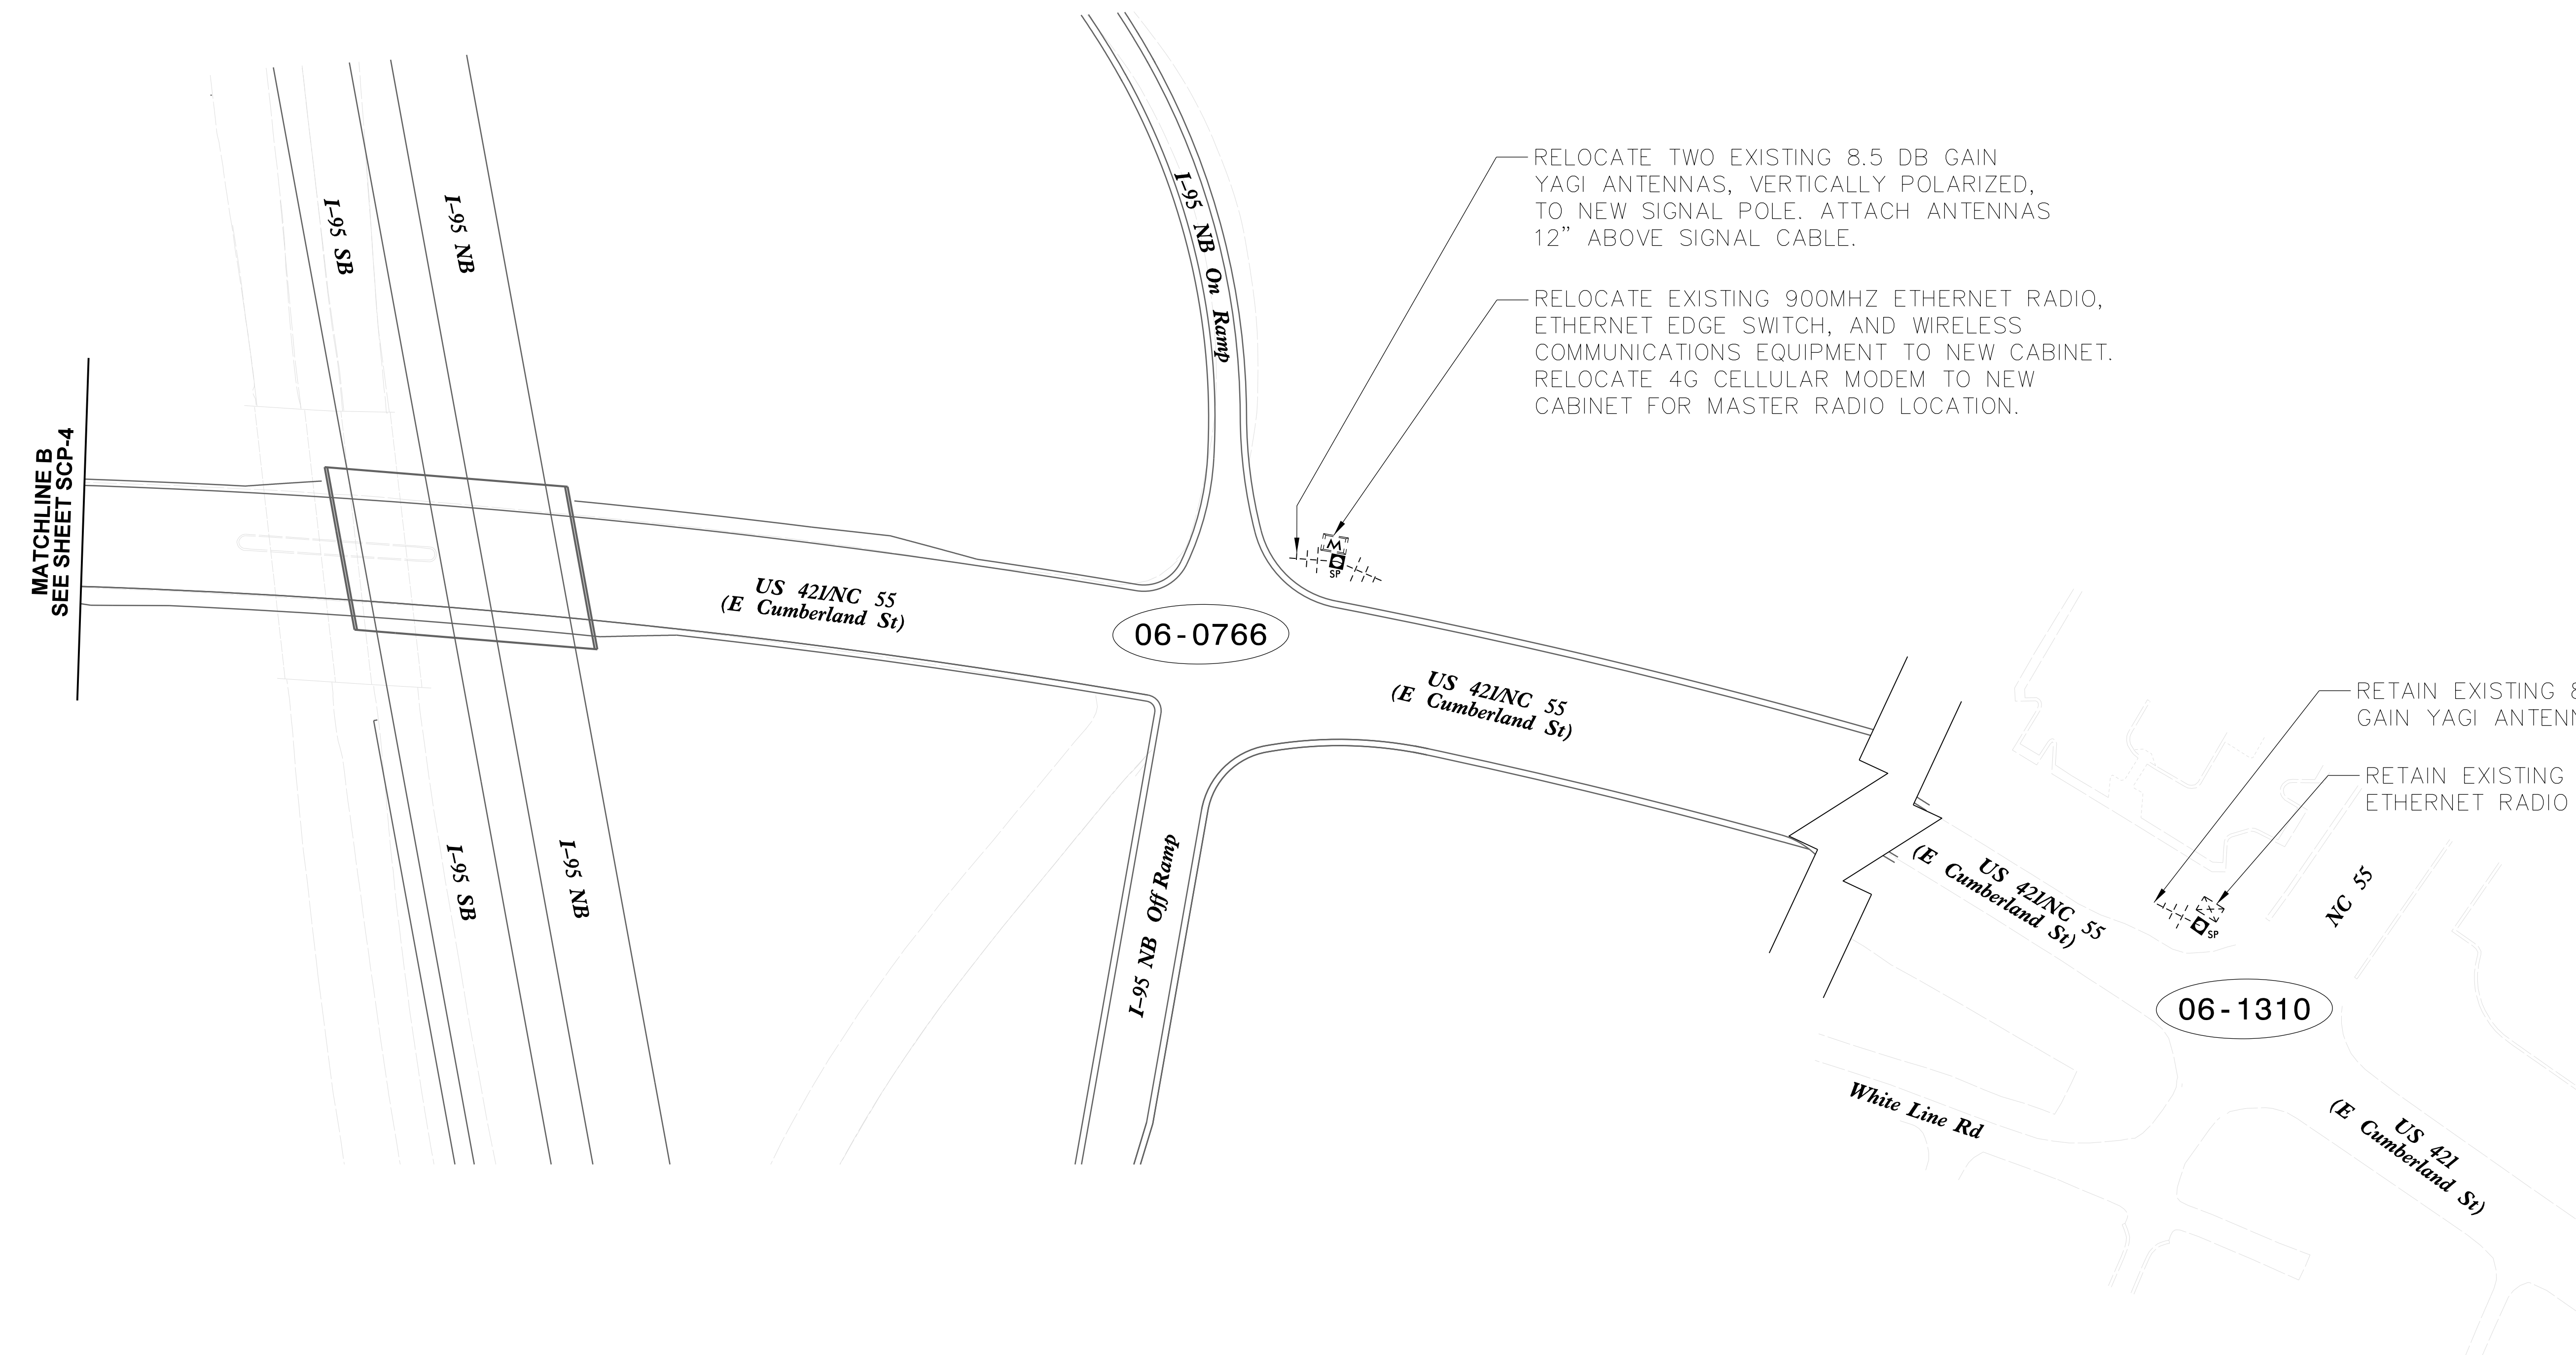 RELOCATE TWO EXISTING 8.5 DB GAIN
YAGI ANTENNAS, VERTICALLY POLARIZED,
TO NEW SIGNAL POLE. ATTACH ANTENNAS
12" ABOVE SIGNAL CABLE.
RELOCATE EXISTING 900MHZ ETHERNET RADIO,
ETHERNET EDGE SWITCH, AND WIRELESS
COMMUNICATIONS EQUIPMENT TO NEW CABINET.
RELOCATE 4G CELLULAR MODEM TO NEW
CABINET FOR MASTER RADIO LOCATION.
I-95 SB
I-95 NB
I-95 NB On Ramp
MATCHLINE B
SEE SHEET SCP-4
M
SP
US 421/NC 55
(E Cumberland St)
06-0766
US 421/NC 55
(E Cumberland St)
RETAIN EXISTING
GAIN YAGI
RETAIN EXISTING
ETHERNET RADIO
I-95 SB
I-95 NB
I-95 NB Off Ramp
US 421/NC 55
(E Cumberland St)
NC 55
SP
06-1310
White Line Rd
US 421
(E Cumberland St)